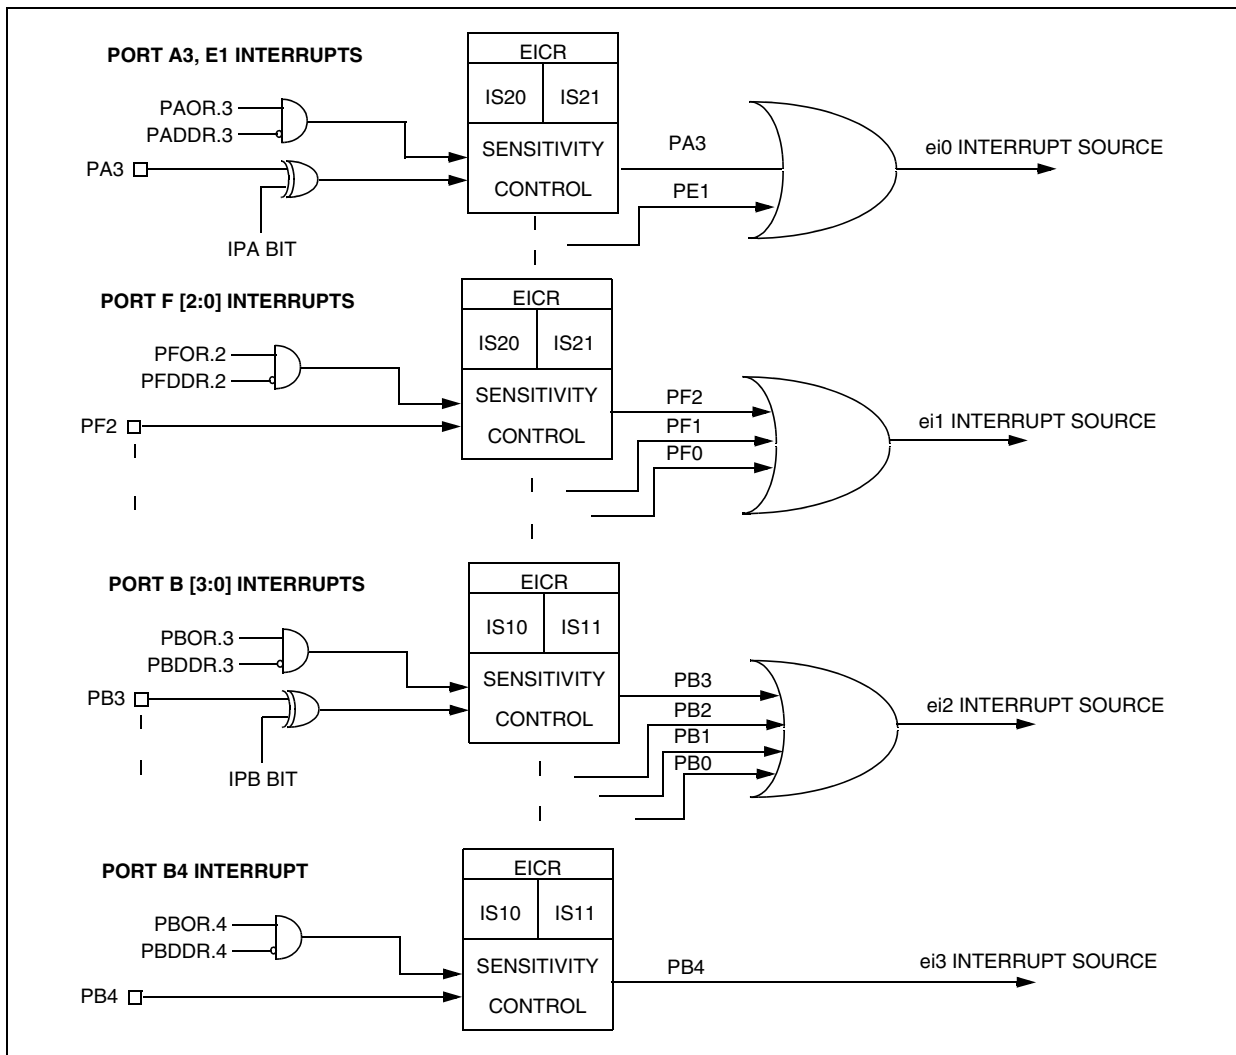 PORT A3, E1 INTERRUPTS
EICR
IS20 IS21
PAOR.3
PADDR.3
SENSITIVITY
CONTROL
PA3
IPA BIT
PA3
PE1
ei0 INTERRUPT SOURCE
PORT F [2:0] INTERRUPTS
EICR
IS20 IS21
PFOR.2
PFDDR.2
SENSITIVITY
CONTROL
PF2
PF2
PF1
PF0
ei1 INTERRUPT SOURCE
PORT B [3:0] INTERRUPTS
EICR
IS10 IS11
PBOR.3
PBDDR.3
SENSITIVITY
CONTROL
PB3
IPB BIT
PB3
PB2
PB1
PB0
ei2 INTERRUPT SOURCE
PORT B4 INTERRUPT
EICR
IS10 IS11
PBOR.4
PBDDR.4
SENSITIVITY
CONTROL
PB4
PB4
ei3 INTERRUPT SOURCE